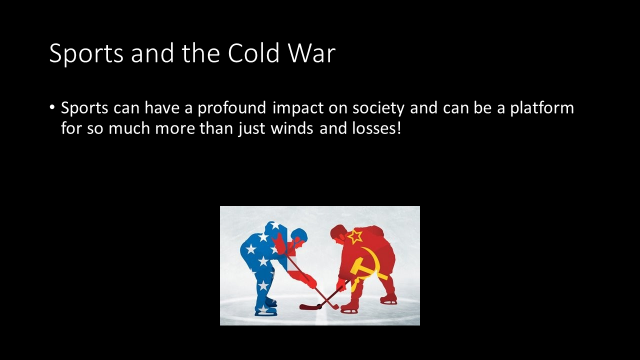 Sports and the Cold War
• Sports can have a profound impact on society and can be a platform
for so much more than just winds and losses!